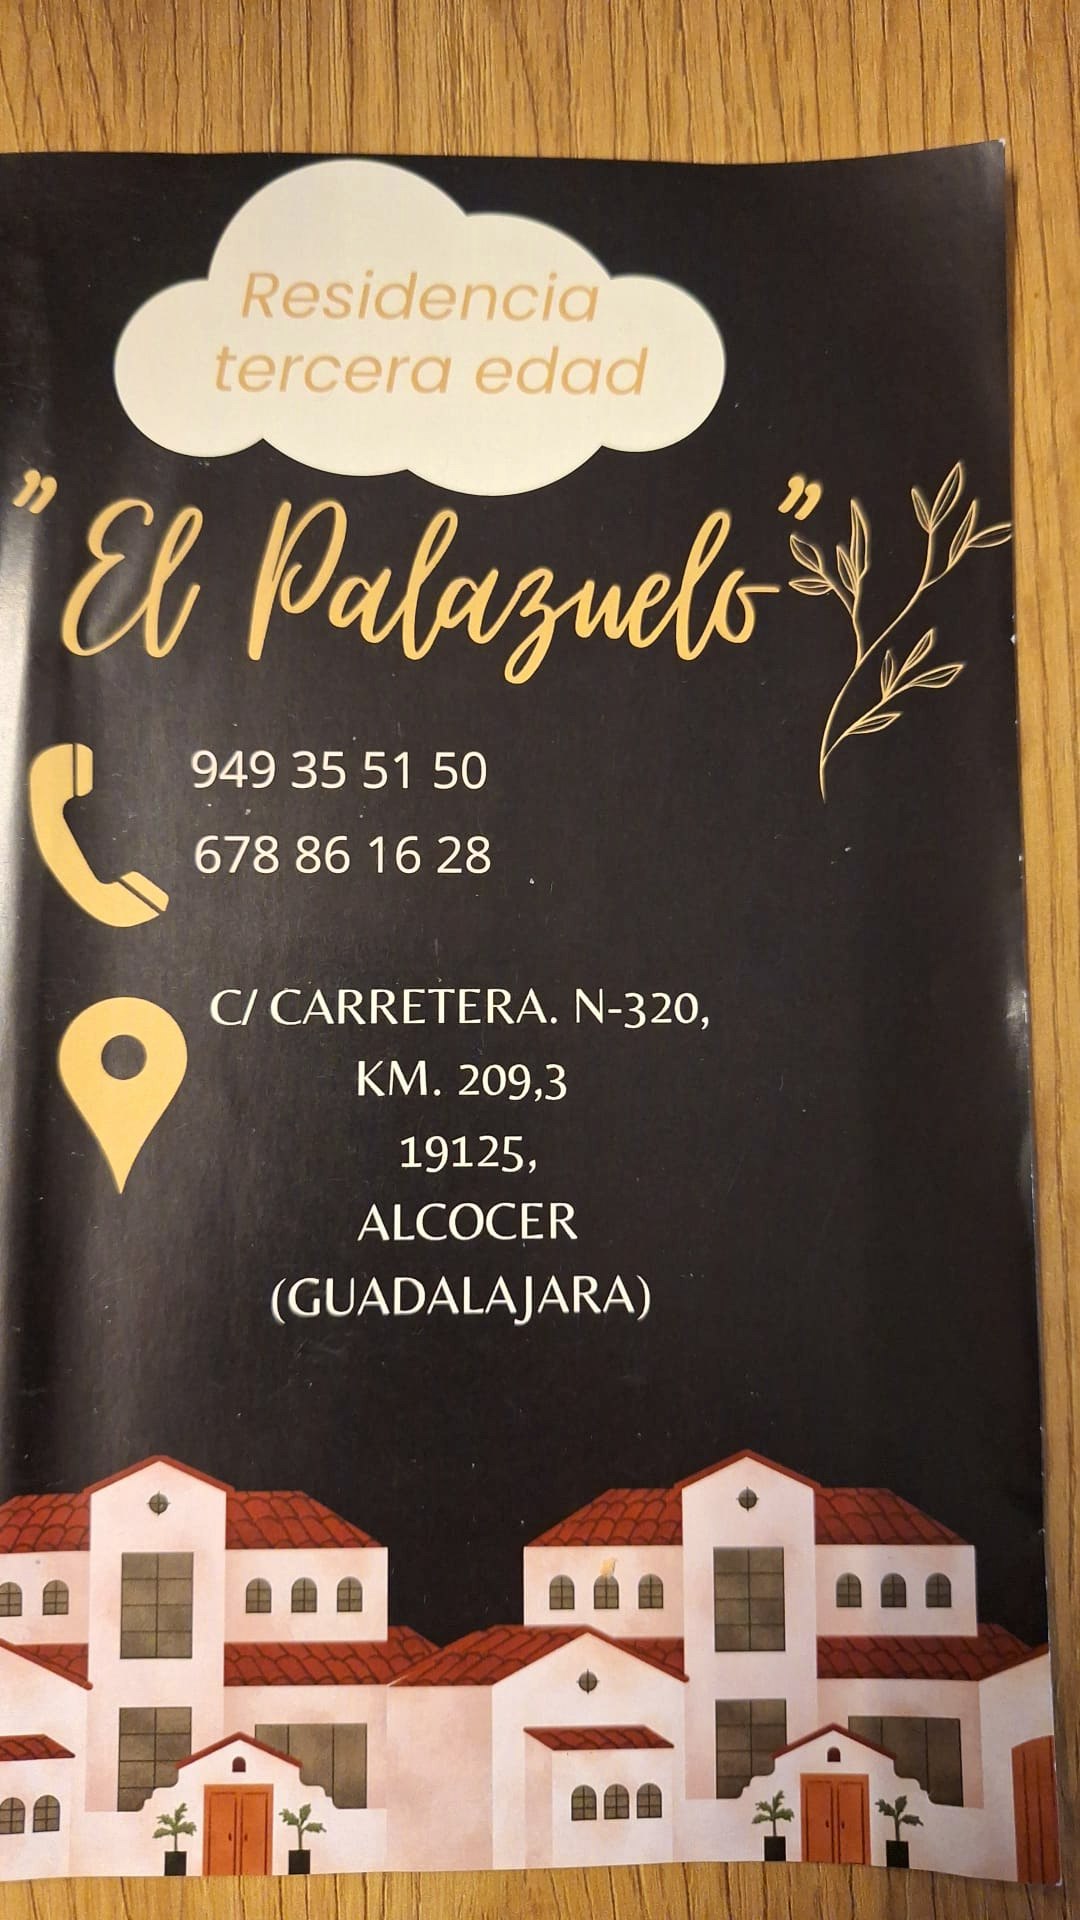 Residencia
tercera edad
"El Palazuelo"
949 35 51 50
678 86 16 28
C/ CARRETERA. N-320,
KM. 209,3
19125,
ALCOCER
(GUADALAJARA)